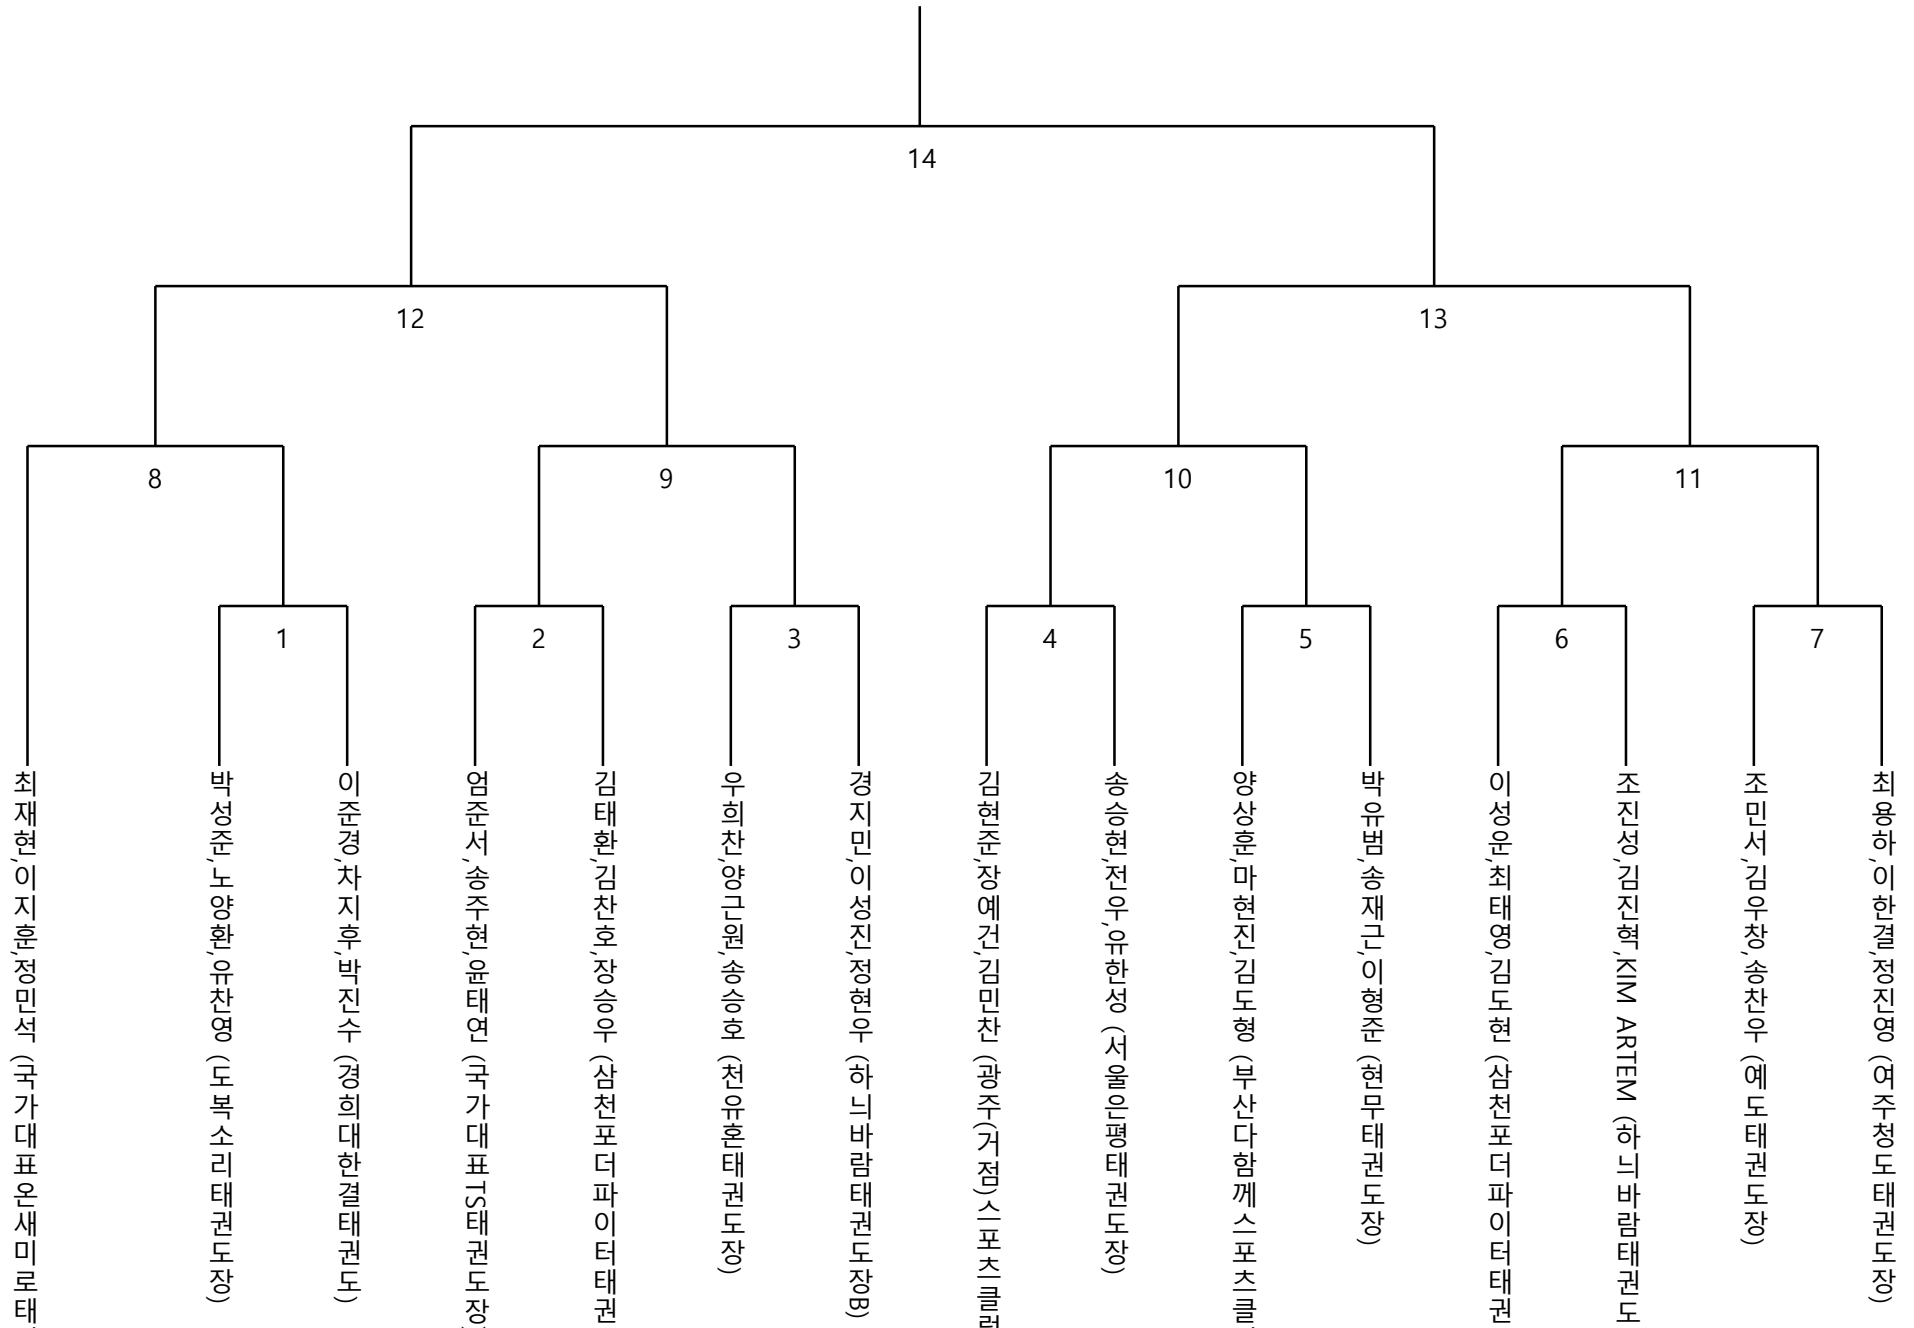 14
12
13
8
9
10
11
1
2
3
4
5
6
7
최재현,이지훈,정민석 (국가대표온새미로태
박성준,노양환,유찬영 (도복소리태권도장)
이준경,차지후,박진수 (경희대한결태권도)
엄준서,송주현,윤태연 (국가대표TS태권도장)
김태환,김찬호,장승우 (삼천포더파이터태권
우희찬,양근원,송승호 (천유혼태권도장)
경지민,이성진,정현우 (하늬바람태권도장B)
김현준,장예건,김민찬 (광주(거점)스포츠클럽
송승현,전우,유한성 (서울은평태권도장)
양상훈,마현진,김도형 (부산다함께스포츠클
박유범,송재근,이형준 (현무태권도장)
이성운,최태영,김도현 (삼천포더파이터태권
조진성,김진혁,KIM ARTEM (하늬바람태권도
조민서,김우창,송찬우 (예도태권도장)
최용하,이한결,정진영 (여주청도태권도장)